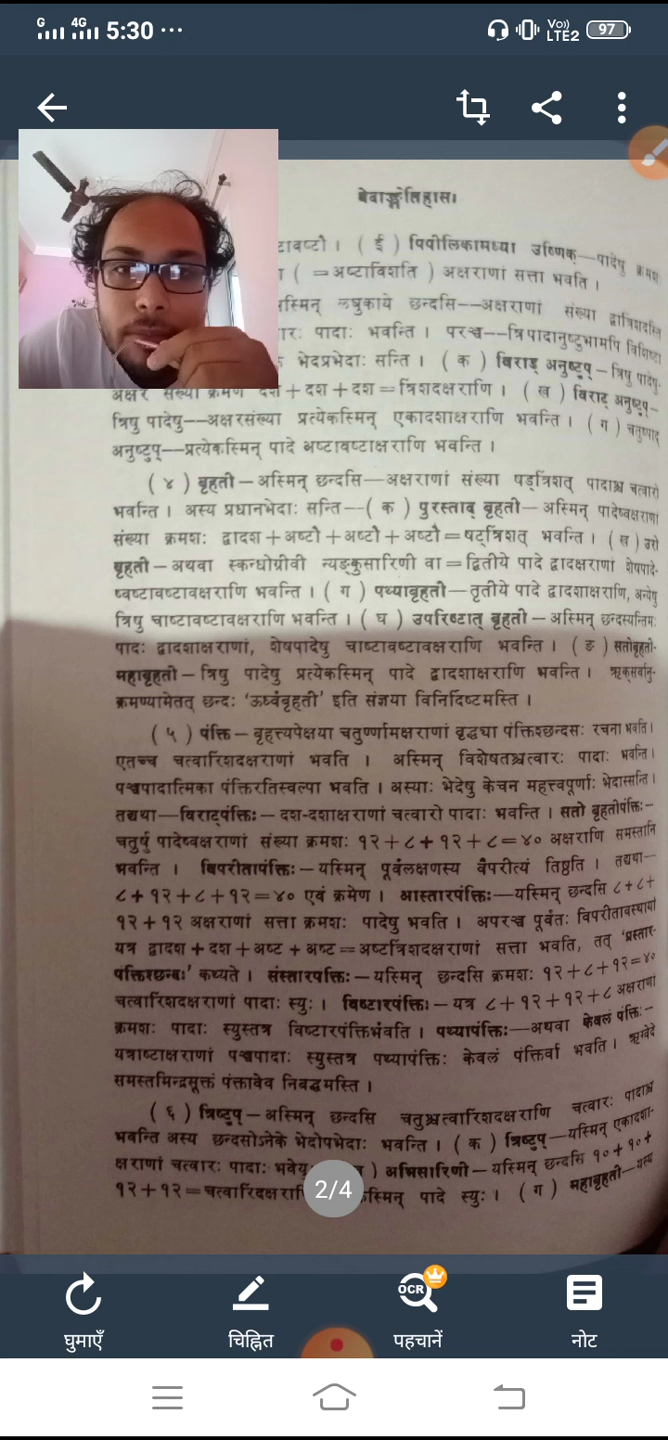 G 4G 5:30 ··· Vo)) LTE2 97
वेदाङ्गेतिहासः
टावष्टौ । ( ई ) पिपीलिकामध्या उष्णिक्—पादेषु क्रमशः
( =अष्टाविंशति ) अक्षराणां सत्ता भवति ।
स्मिन् लघुकाये छन्दसि—अक्षराणां संख्या द्वात्रिंशदस्ति
पादाः भवन्ति । परञ्च—त्रिपादानुष्टुभामपि विशिष्टा
भेदप्रभेदाः सन्ति । ( क ) विराड् अनुष्टुप् – त्रिषु पादेषु-
अक्षर संख्या क्रमेण दश + दश + दश = त्रिंशदक्षराणि । ( ख ) विराट् अनुष्टुप्–
त्रिषु पादेषु—अक्षरसंख्या प्रत्येकस्मिन् एकादशाक्षराणि भवन्ति । ( ग ) चतुष्पाद्
अनुष्टुप्—प्रत्येकस्मिन् पादे अष्टावष्टाक्षराणि भवन्ति ।
( ४ ) बृहती – अस्मिन् छन्दसि—अक्षराणां संख्या षड्त्रिंशत् पादाश्च चत्वारो
भवन्ति । अस्य प्रधानभेदाः सन्ति—( क ) पुरस्ताद् बृहती – अस्मिन् पादेष्वक्षराणां
संख्या क्रमशः द्वादश + अष्टौ + अष्टौ + अष्टौ = षट्त्रिंशत् भवन्ति । ( ख ) उरो
बृहती – अथवा स्कन्धोग्रीवी न्यङ्कुसारिणी वा = द्वितीये पादे द्वादक्षराणां शेषपादे-
ष्वष्टावष्टावक्षराणि भवन्ति । ( ग ) पथ्याबृहती – तृतीये पादे द्वादशाक्षराणि, अन्येषु
त्रिषु चाष्टावष्टावक्षराणि भवन्ति । ( घ ) उपरिष्टात् बृहती – अस्मिन् छन्दस्यन्तिमः
पादः द्वादशाक्षराणां, शेषपादेषु चाष्टावष्टावक्षराणि भवन्ति । ( ङ ) सतोबृहती-
महाबृहती – त्रिषु पादेषु प्रत्येकस्मिन् पादे द्वादशाक्षराणि भवन्ति । ऋक्सर्वानु-
क्रमण्यामेतत् छन्दः 'ऊर्ध्वबृहती' इति संज्ञया विनिर्दिष्टमस्ति ।
( ५ ) पंक्ति – बृहत्त्यपेक्षया चतुर्ण्णामक्षराणां वृद्धया पंक्तिश्छन्दसः रचना भवति ।
एतच्च चत्वारिंशदक्षराणां भवति । अस्मिन् विशेषतश्चत्वारः पादाः भवन्ति ।
पञ्चपादात्मिका पंक्तिरतिस्वल्पा भवति । अस्याः भेदेषु केचन महत्त्वपूर्णाः भेदास्सन्ति ।
तद्यथा—विराट्पंक्तिः – दश-दशाक्षराणां चत्वारो पादाः भवन्ति । सतो बृहतीपंक्तिः –
चतुर्षु पादेष्वक्षराणां संख्या क्रमशः १२ + ८ + १२ + ८ = ४० अक्षराणि समस्तानि
भवन्ति । विपरीतापंक्तिः – यस्मिन् पूर्वलक्षणस्य वैपरीत्यं तिष्ठति । तद्यथा—
८ + १२ + ८ + १२ = ४० एवं क्रमेण । आस्तारपंक्तिः—यस्मिन् छन्दसि ८ + ८ +
१२ + १२ अक्षराणां सत्ता क्रमशः पादेषु भवति । अपरञ्च पूर्वतः विपरीतावस्थायां
यत्र द्वादश + दश + अष्ट + अष्ट = अष्टत्रिंशदक्षराणां सत्ता भवति, तत् 'प्रस्तार-
पंक्तिश्छन्दः' कथ्यते । संस्तारपंक्तिः – यस्मिन् छन्दसि क्रमशः १२ + ८ + १२ = ४०
चत्वारिंशदक्षराणां पादाः स्युः । विष्टारपंक्तिः – यत्र ८ + १२ + १२ + ८ अक्षराणां
क्रमशः पादाः स्युस्तत्र विष्टारपंक्तिर्भवति । पथ्यापंक्तिः—अथवा केवलं पंक्तिः –
यत्राष्टाक्षराणां पञ्चपादाः स्युस्तत्र पथ्यापंक्तिः केवलं पंक्तिर्वा भवति । ऋग्वेदे
समस्तमिन्द्रसूक्तं पंक्तावेव निबद्धमस्ति ।
( ६ ) त्रिष्टुप् – अस्मिन् छन्दसि चतुश्चत्वारिंशदक्षराणि चत्वारः पादाश्च
भवन्ति अस्य छन्दसोऽनेके भेदोपभेदाः भवन्ति । ( क ) त्रिष्टुप् – यस्मिन् एकादशा-
क्षराणां चत्वारः पादाः भवेयु ) अभिसारिणी – यस्मिन् छन्दसि १० + १० +
१२ + १२ = चत्वारिंदक्षराणि स्मिन् पादे स्युः । ( ग ) महाबृहती – यस्य
2/4
घुमाएँ चिह्नित OCR पहचानें नोट